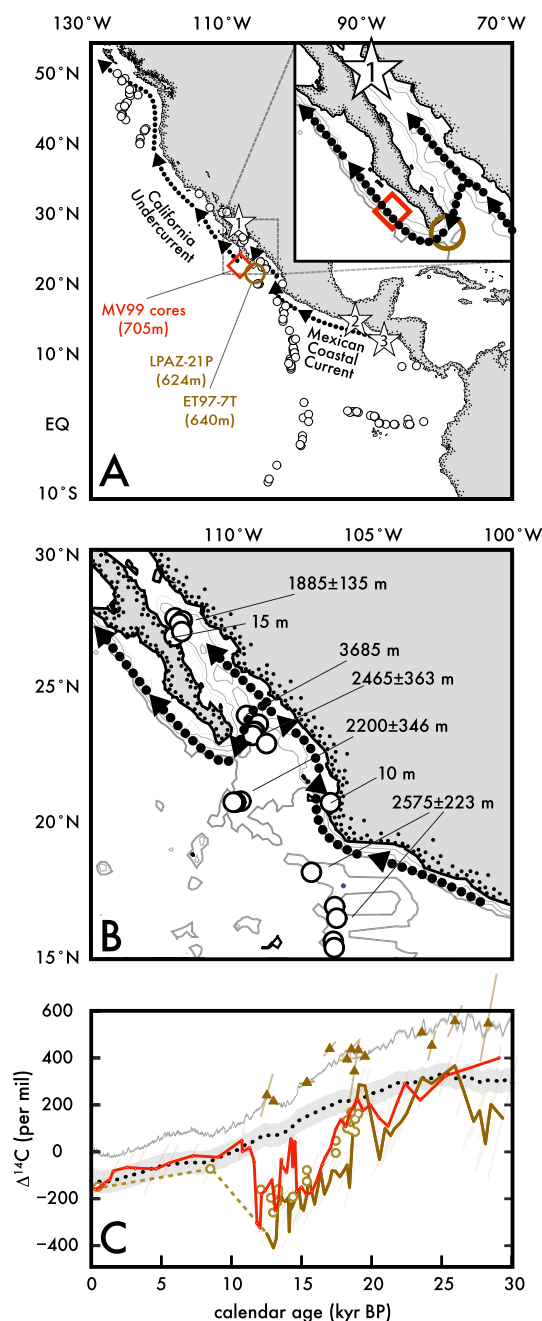 130°W
110°W
90°W
70°W
50°N
40°N
30°N
20°N
10°N
EQ
10°S
1
1
2
3
California
Undercurrent
MV99 cores
(705m)
LPAZ-21P
(624m)
ET97-7T
(640m)
Mexican
Coastal
Current
A
110°W
105°W
100°W
30°N
25°N
20°N
15°N
1885±135 m
15 m
3685 m
2465±363 m
2200±346 m
10 m
2575±223 m
B
600
400
200
0
−200
−400
Δ¹⁴C (per mil)
C
0
5
10
15
20
25
30
calendar age (kyr BP)